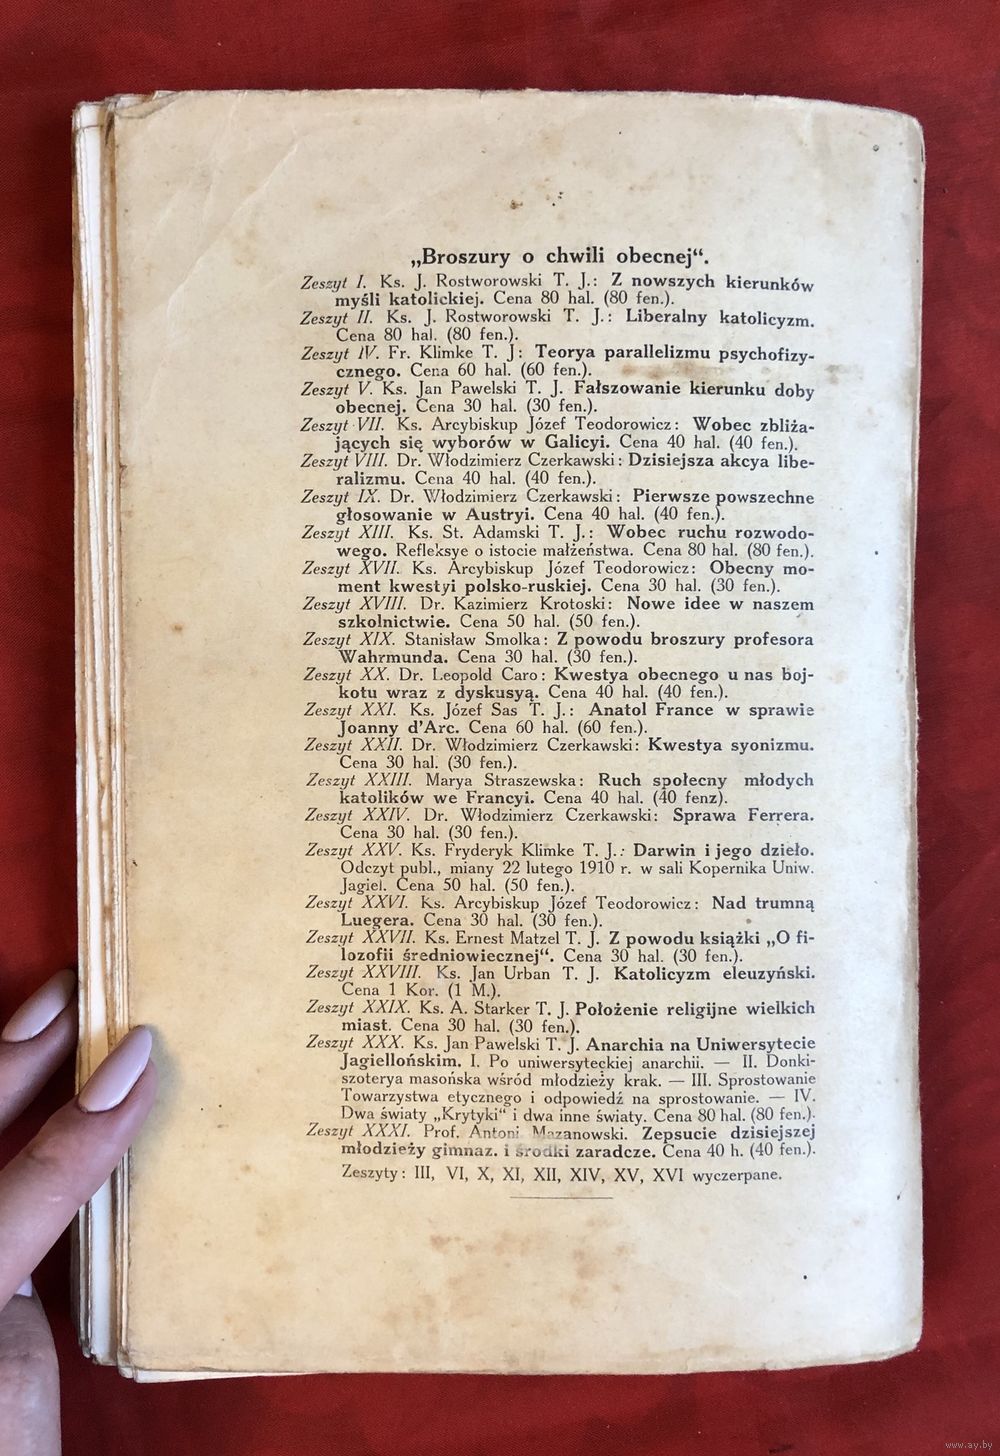 „Broszury o chwili obecnej“.
Zeszyt I. Ks. J. Rostworowski T. J.: Z nowszych kierunków
myśli katolickiej. Cena 80 hal. (80 fen.).
Zeszyt II. Ks. J. Rostworowski T. J.: Liberalny katolicyzm.
Cena 80 hal. (80 fen.).
Zeszyt IV. Fr. Klimke T. J: Teorya parallelizmu psychofizy-
cznego. Cena 60 hal. (60 fen.).
Zeszyt V. Ks. Jan Pawelski T. J. Fałszowanie kierunku doby
obecnej. Cena 30 hal. (30 fen.).
Zeszyt VII. Ks. Arcybiskup Józef Teodorowicz: Wobec zbliża-
jących się wyborów w Galicyi. Cena 40 hal. (40 fen.).
Zeszyt VIII. Dr. Włodzimierz Czerkawski: Dzisiejsza akcya libe-
ralizmu. Cena 40 hal. (40 fen.).
Zeszyt IX. Dr. Włodzimierz Czerkawski: Pierwsze powszechne
głosowanie w Austryi. Cena 40 hal. (40 fen.).
Zeszyt XIII. Ks. St. Adamski T. J.: Wobec ruchu rozwodo-
wego. Refleksye o istocie małżeństwa. Cena 80 hal. (80 fen.).
Zeszyt XVII. Ks. Arcybiskup Józef Teodorowicz: Obecny mo-
ment kwestyi polsko-ruskiej. Cena 30 hal. (30 fen.).
Zeszyt XVIII. Dr. Kazimierz Krotoski: Nowe idee w naszem
szkolnictwie. Cena 50 hal. (50 fen.).
Zeszyt XIX. Stanisław Smolka: Z powodu broszury profesora
Wahrmunda. Cena 30 hal. (30 fen.).
Zeszyt XX. Dr. Leopold Caro: Kwestya obecnego u nas boj-
kotu wraz z dyskusyą. Cena 40 hal. (40 fen.).
Zeszyt XXI. Ks. Józef Sas T. J.: Anatol France w sprawie
Joanny d'Arc. Cena 60 hal. (60 fen.).
Zeszyt XXII. Dr. Włodzimierz Czerkawski: Kwestya syonizmu.
Cena 30 hal. (30 fen.).
Zeszyt XXIII. Marya Straszewska: Ruch społecny młodych
katolików we Francyi. Cena 40 hal. (40 fenz).
Zeszyt XXIV. Dr. Włodzimierz Czerkawski: Sprawa Ferrera.
Cena 30 hal. (30 fen.).
Zeszyt XXV. Ks. Fryderyk Klimke T. J.: Darwin i jego dzieło.
Odczyt publ., miany 22 lutego 1910 r. w sali Kopernika Uniw.
Jagiel. Cena 50 hal. (50 fen.).
Zeszyt XXVI. Ks. Arcybiskup Józef Teodorowicz: Nad trumną
Luegera. Cena 30 hal. (30 fen.).
Zeszyt XXVII. Ks. Ernest Matzel T. J. Z powodu książki „O fi-
lozofii średniowiecznej“. Cena 30 hal. (30 fen.).
Zeszyt XXVIII. Ks. Jan Urban T. J. Katolicyzm eleuzyński.
Cena 1 Kor. (1 M.).
Zeszyt XXIX. Ks. A. Starker T. J. Położenie religijne wielkich
miast. Cena 30 hal. (30 fen.).
Zeszyt XXX. Ks. Jan Pawelski T. J. Anarchia na Uniwersytecie
Jagiellońskim. I. Po uniwersyteckiej anarchii. — II. Donki-
szoterya masońska wśród młodzieży krak. — III. Sprostowanie
Towarzystwa etycznego i odpowiedź na sprostowanie. — IV.
Dwa światy „Krytyki“ i dwa inne światy. Cena 80 hal. (80 fen.).
Zeszyt XXXI. Prof. Antoni Mazanowski. Zepsucie dzisiejszej
młodzieży gimnaz. i środki zaradcze. Cena 40 h. (40 fen.).
Zeszyty: III, VI, X, XI, XII, XIV, XV, XVI wyczerpane.
www.ay.by